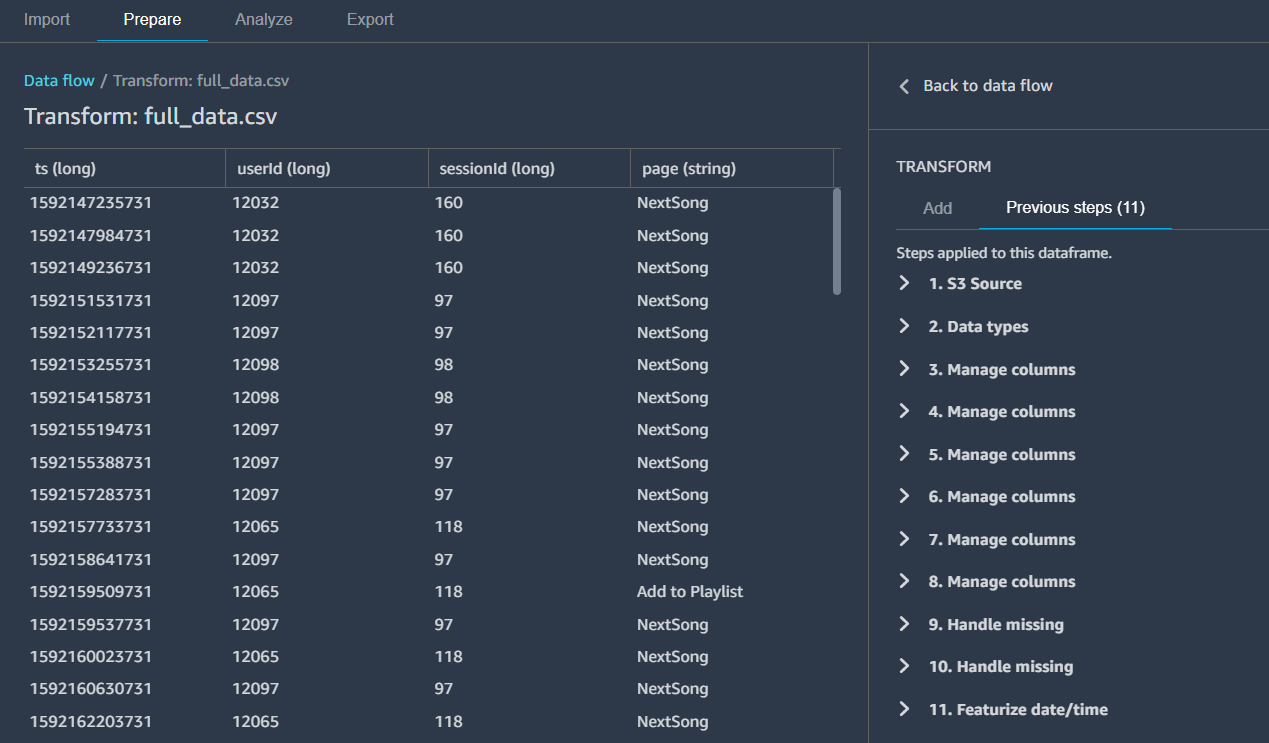 Import Prepare Analyze Export
Data flow / Transform: full_data.csv
Transform: full_data.csv
ts (long) userId (long) sessionId (long) page (string)
1592147235731 12032 160 NextSong
1592147984731 12032 160 NextSong
1592149236731 12032 160 NextSong
1592151531731 12097 97 NextSong
1592152117731 12097 97 NextSong
1592153255731 12098 98 NextSong
1592154158731 12098 98 NextSong
1592155194731 12097 97 NextSong
1592155388731 12097 97 NextSong
1592157283731 12097 97 NextSong
1592157733731 12065 118 NextSong
1592158641731 12097 97 NextSong
1592159509731 12065 118 Add to Playlist
1592159537731 12097 97 NextSong
1592160023731 12065 118 NextSong
1592160630731 12097 97 NextSong
1592162203731 12065 118 NextSong
Back to data flow
TRANSFORM
Add Previous steps (11)
Steps applied to this dataframe.
1. S3 Source
2. Data types
3. Manage columns
4. Manage columns
5. Manage columns
6. Manage columns
7. Manage columns
8. Manage columns
9. Handle missing
10. Handle missing
11. Featurize date/time